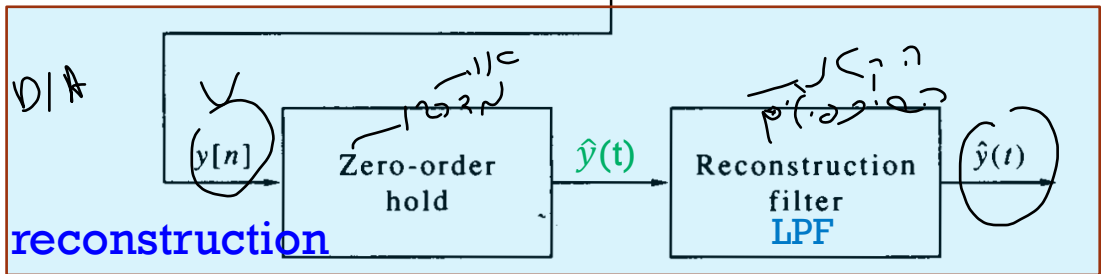 D/A
y[n]
Zero-order
hold
ŷ(t)
Reconstruction
filter
LPF
ŷ(t)
reconstruction